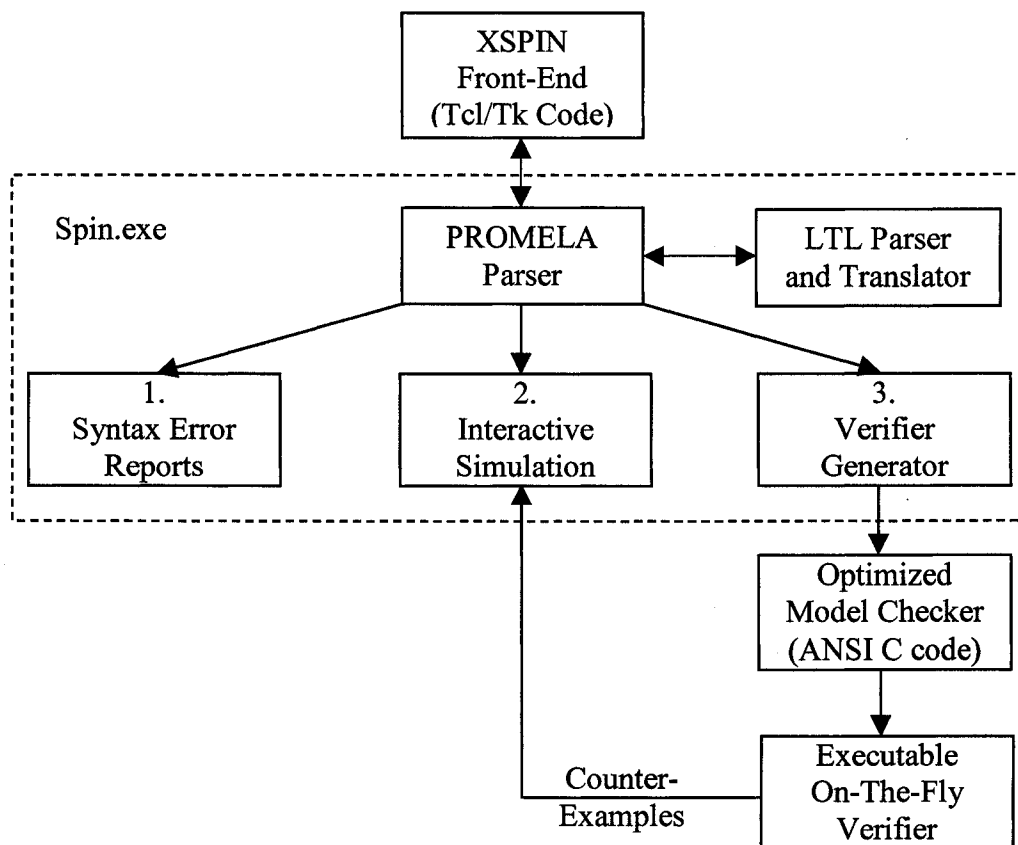 XSPIN
Front-End
(Tcl/Tk Code)
Spin.exe
PROMELA
Parser
LTL Parser
and Translator
1.
Syntax Error
Reports
2.
Interactive
Simulation
3.
Verifier
Generator
Optimized
Model Checker
(ANSI C code)
Counter-
Examples
Executable
On-The-Fly
Verifier